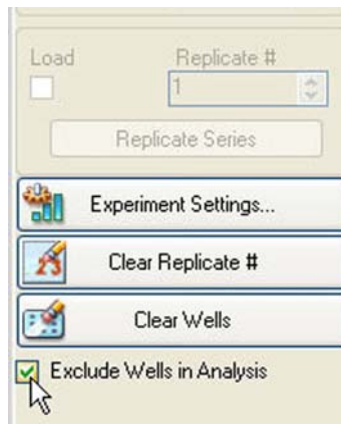 Load Replicate #
1
Replicate Series
Experiment Settings...
Clear Replicate #
Clear Wells
Exclude Wells in Analysis